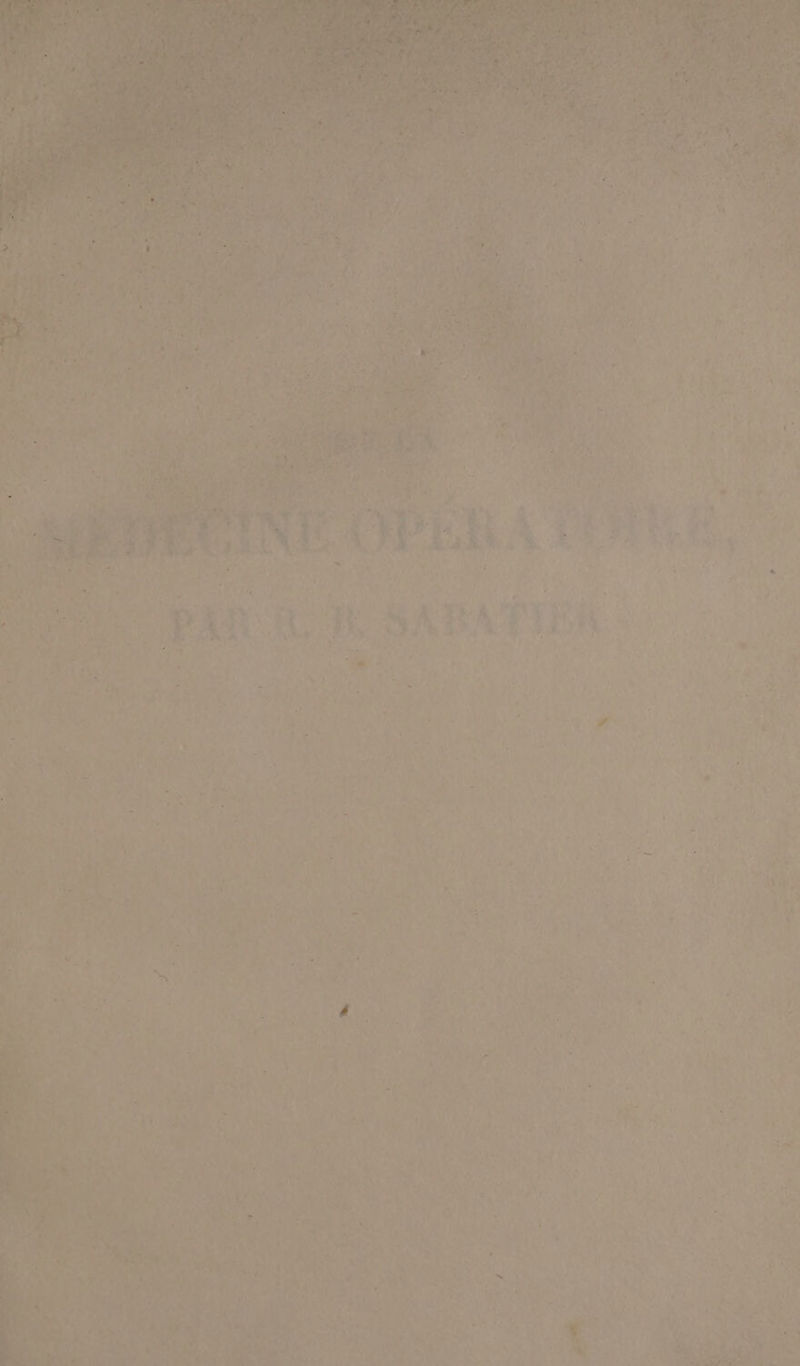 MÉDECINE OPÉRATOIRE,
PAR R. B. SABATIER